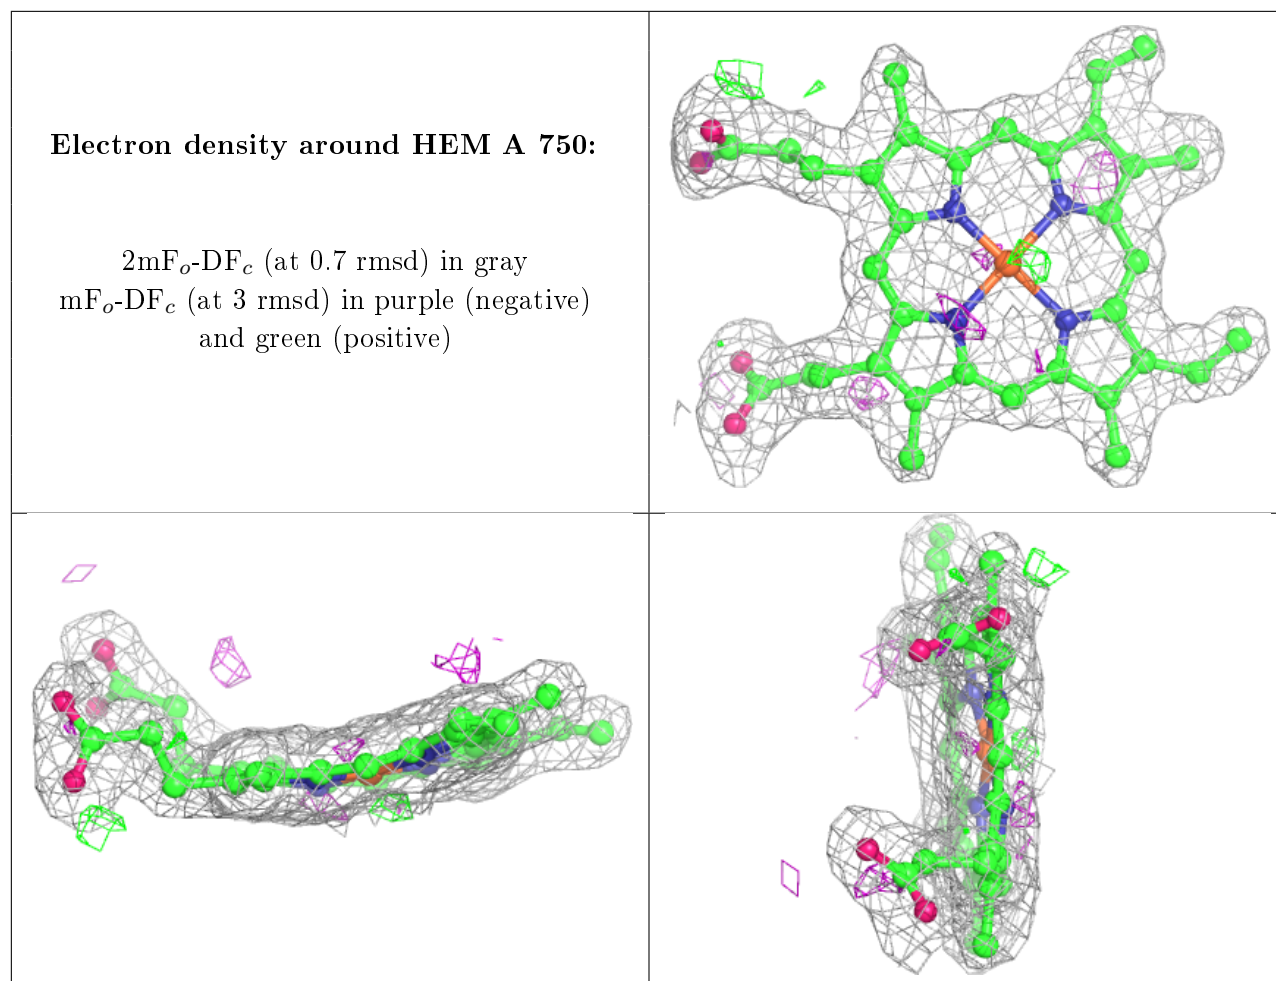 Electron density around HEM A 750:
2mFo-DFc (at 0.7 rmsd) in gray
mFo-DFc (at 3 rmsd) in purple (negative)
and green (positive)